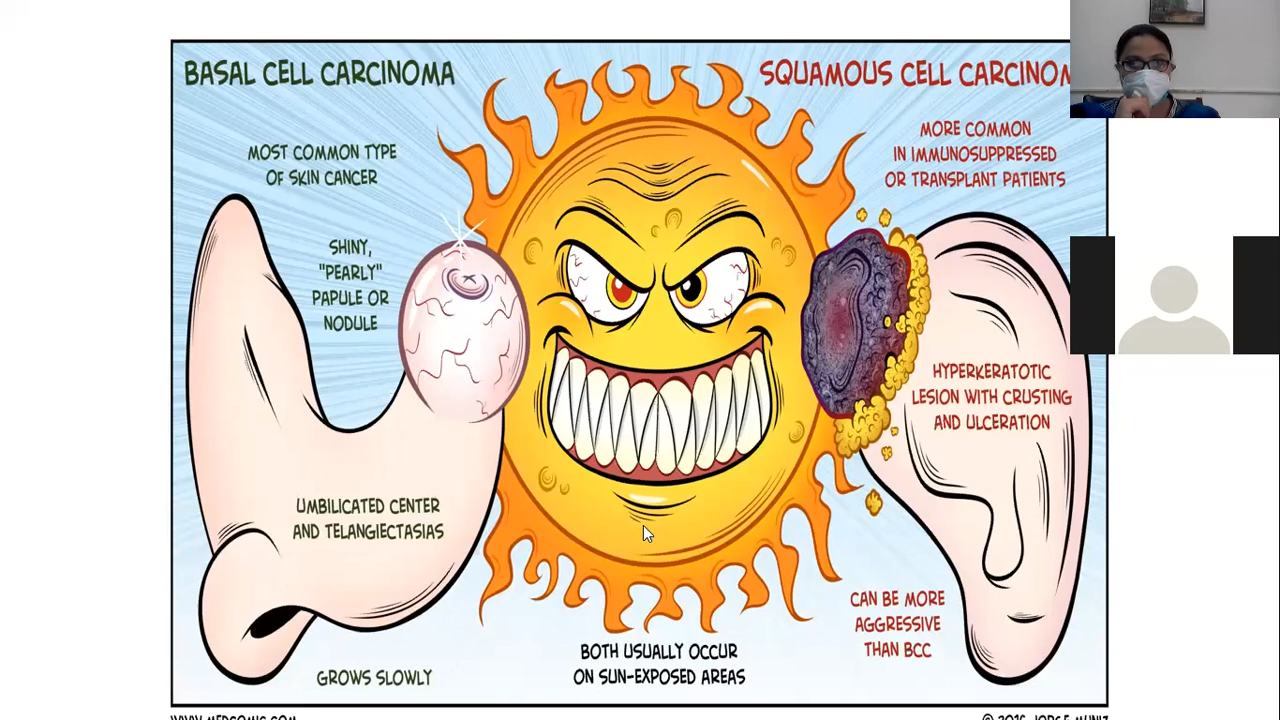 BASAL CELL CARCINOMA
MOST COMMON TYPE
OF SKIN CANCER
SHINY,
"PEARLY"
PAPULE OR
NODULE
UMBILICATED CENTER
AND TELANGIECTASIAS
GROWS SLOWLY
BOTH USUALLY OCCUR
ON SUN-EXPOSED AREAS
SQUAMOUS CELL CARCINOM
MORE COMMON
IN IMMUNOSUPPRESSED
OR TRANSPLANT PATIENTS
HYPERKERATOTIC
LESION WITH CRUSTING
AND ULCERATION
CAN BE MORE
AGGRESSIVE
THAN BCC